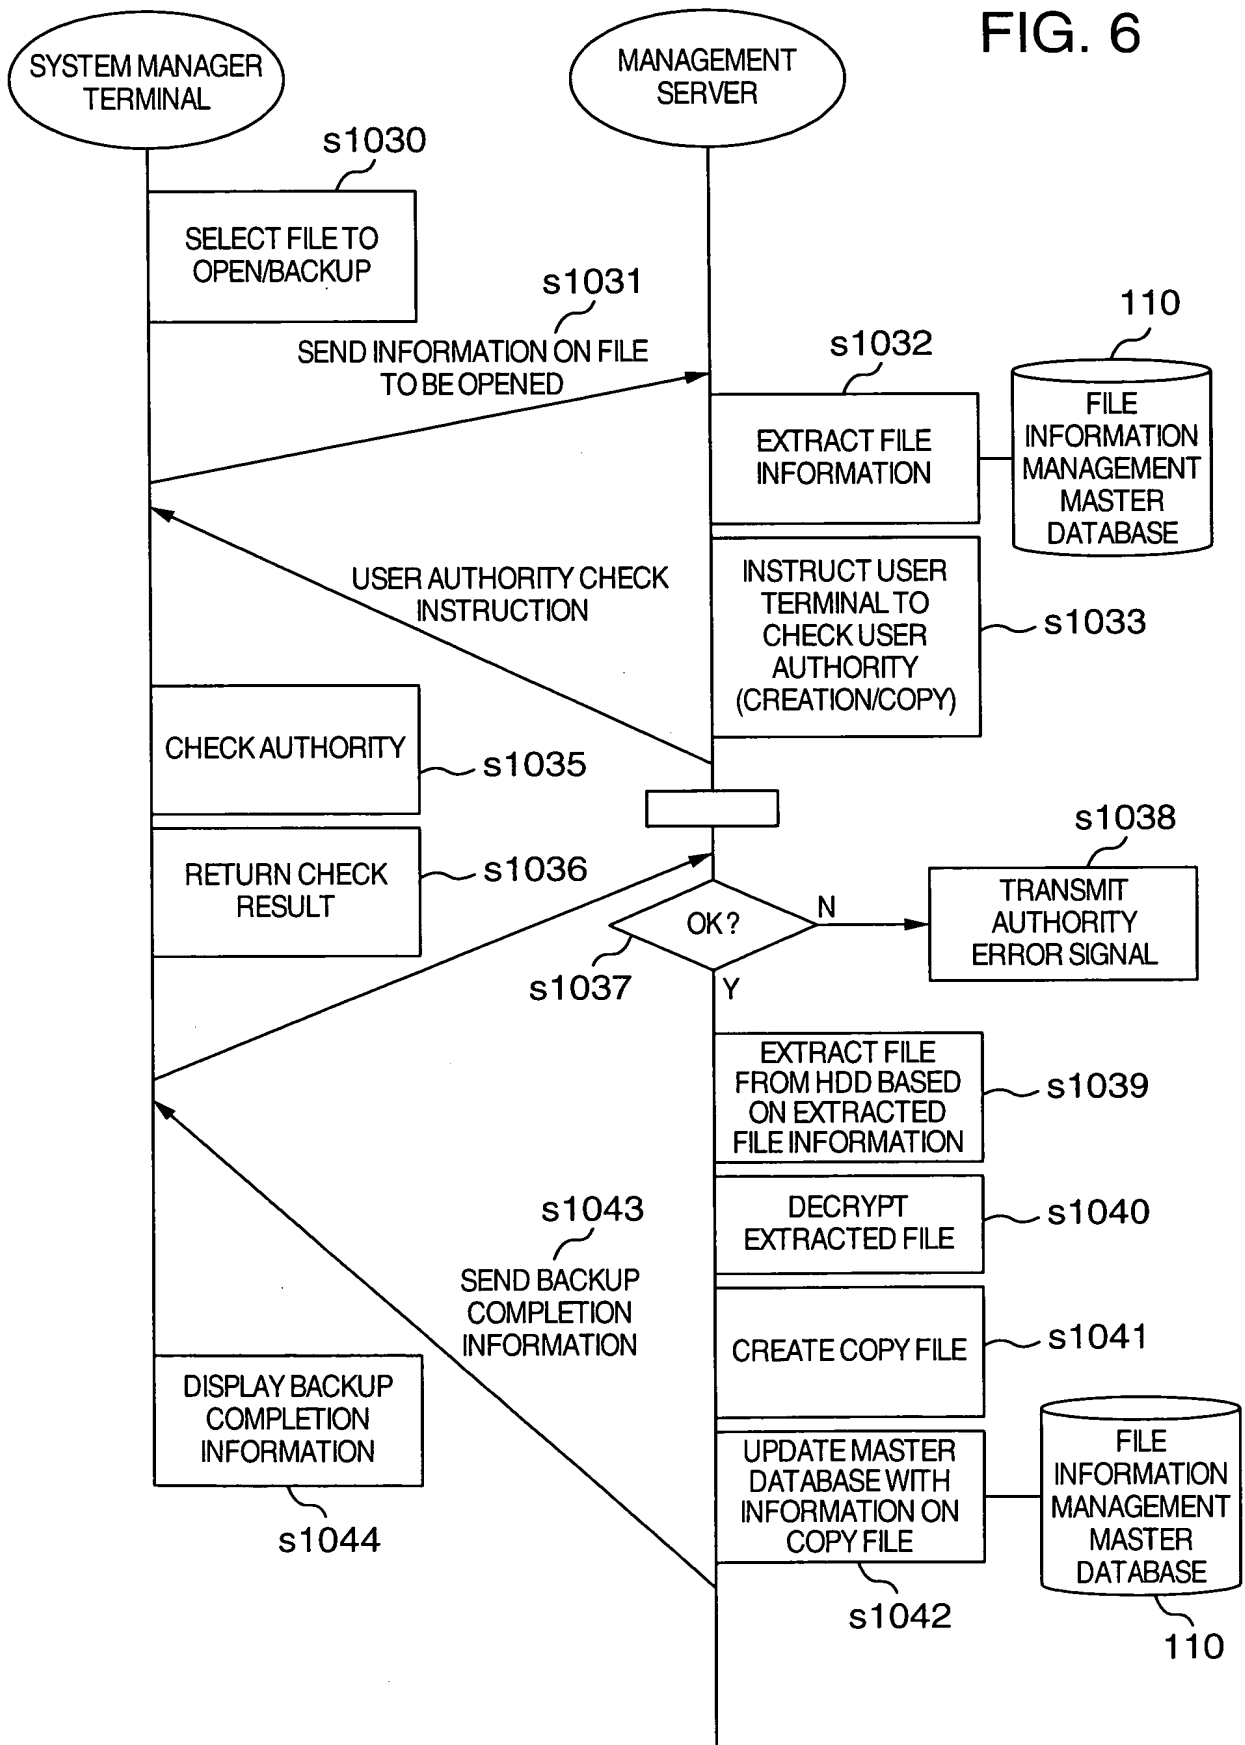 FIG. 6
SYSTEM MANAGER
TERMINAL
MANAGEMENT
SERVER
s1030
SELECT FILE TO
OPEN/BACKUP
s1031
SEND INFORMATION ON FILE
TO BE OPENED
s1032
EXTRACT FILE
INFORMATION
110
FILE
INFORMATION
MANAGEMENT
MASTER
DATABASE
USER AUTHORITY CHECK
INSTRUCTION
INSTRUCT USER
TERMINAL TO
CHECK USER
AUTHORITY
(CREATION/COPY)
s1033
CHECK AUTHORITY
s1035
RETURN CHECK
RESULT
s1036
OK?
N
Y
s1037
s1038
TRANSMIT
AUTHORITY
ERROR SIGNAL
EXTRACT FILE
FROM HDD BASED
ON EXTRACTED
FILE INFORMATION
s1039
DECRYPT
EXTRACTED FILE
s1040
s1043
SEND BACKUP
COMPLETION
INFORMATION
CREATE COPY FILE
s1041
DISPLAY BACKUP
COMPLETION
INFORMATION
s1044
UPDATE MASTER
DATABASE WITH
INFORMATION ON
COPY FILE
s1042
FILE
INFORMATION
MANAGEMENT
MASTER
DATABASE
110